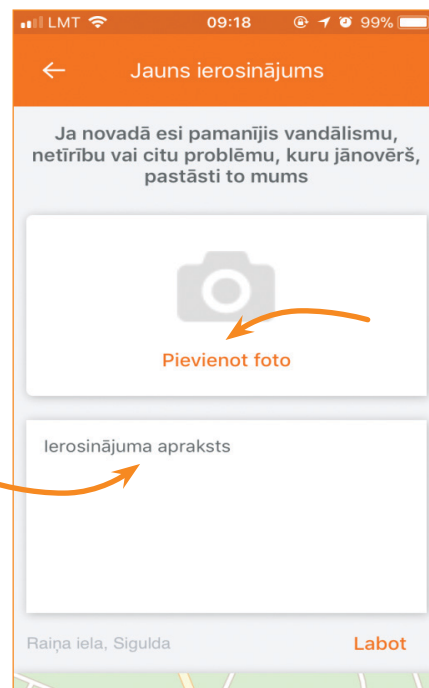 LMT 09:18 99%
Jauns ierosinājums
Ja novadā esi pamanījis vandālismu,
netīrību vai citu problēmu, kuru jānovērš,
pastāsti to mums
Pievienot foto
Ierosinājuma apraksts
Raiņa iela, Sigulda Labot